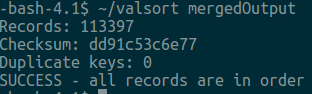 -bash-4.1$ ~/valsort mergedOutput
Records: 113397
Checksum: dd91c53c6e77
Duplicate keys: 0
SUCCESS - all records are in order
-bash-4.1$